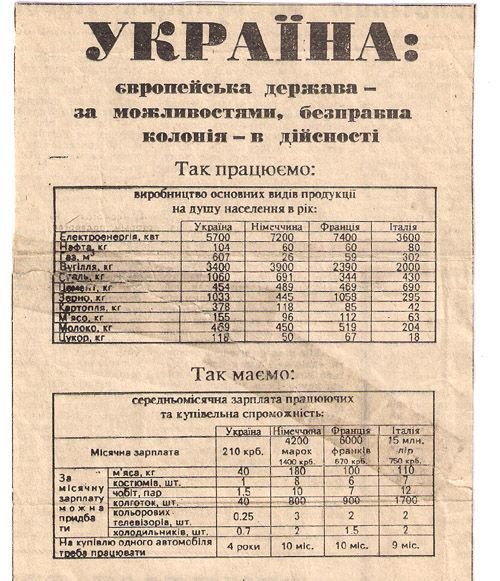 УКРАЇНА:
європейська держава –
за можливостями, безправна
колонія – в дійсності
Так працюємо:
виробництво основних видів продукції
на душу населення в рік:
Україна Німеччина Франція Італія
Електроенергія, квт 5700 7200 7400 3600
Нафта, кг 104 60 60 80
Газ, м³ 607 26 59 302
Вугілля, кг 3400 3900 2390 2000
Сталь, кг 1060 691 344 430
Цемент, кг 454 489 469 690
Зерно, кг 1033 445 1058 295
Картопля, кг 378 118 85 42
М'ясо, кг 155 96 112 63
Молоко, кг 469 450 519 204
Цукор, кг 118 50 67 18
Так маємо:
середньомісячна зарплата працюючих
та купівельна спроможність:
Україна Німеччина Франція Італія
Місячна зарплата 210 крб. 4200 марок 1400 крб. 6000 франків 670 крб. 15 млн. лір 750 крб.
За місячну зарплату можна придбати
м'яса, кг 40 180 100 110
костюмів, шт. 1 8 6 7
чобіт, пар 1.5 10 7 12
колготок, шт. 40 800 900 1700
кольорових телевізорів, шт. 0.25 3 2 2
холодильників, шт. 0.7 2 1.5 2
На купівлю одного автомобіля треба працювати 4 роки 10 міс. 10 міс. 9 міс.